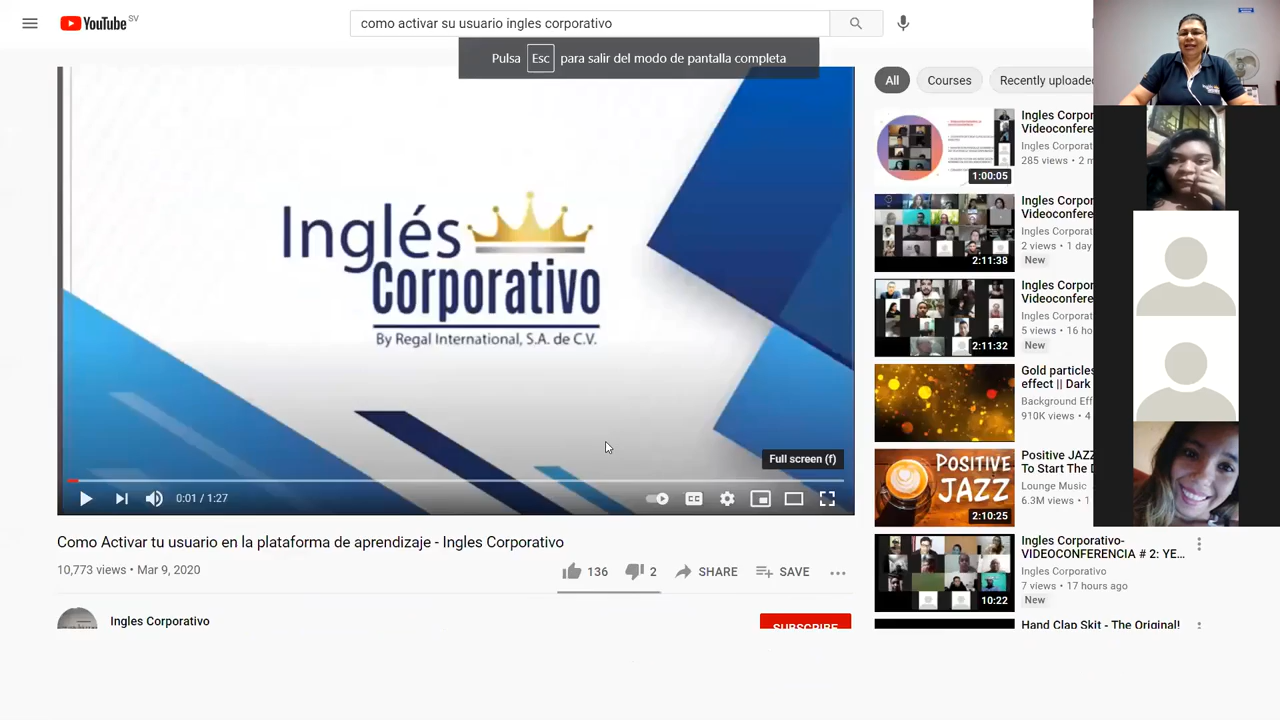 YouTube SV
como activar su usuario ingles corporativo
Pulsa Esc para salir del modo de pantalla completa
Inglés
Corporativo
By Regal International, S.A. de C.V.
Full screen (f)
0:01 / 1:27
CC
Como Activar tu usuario en la plataforma de aprendizaje - Ingles Corporativo
10,773 views • Mar 9, 2020
136
2
SHARE
SAVE
Ingles Corporativo
SUBSCRIBE
All
Courses
Recently uploaded
Ingles Corpor
Videoconfere
Ingles Corporat
285 views • 2 m
1:00:05
Ingles Corpor
Videoconfere
Ingles Corporat
2 views • 1 day
New
2:11:38
Ingles Corpor
Videoconfere
Ingles Corporat
5 views • 16 ho
New
2:11:32
Gold particles
effect || Dark
Background Eff
910K views • 4
Positive JAZZ
To Start The D
Lounge Music
6.3M views • 1
POSITIVE
JAZZ
2:10:25
Ingles Corporativo-
VIDEOCONFERENCIA # 2: YE...
Ingles Corporativo
7 views • 17 hours ago
New
10:22
Hand Clap Skit - The Original!